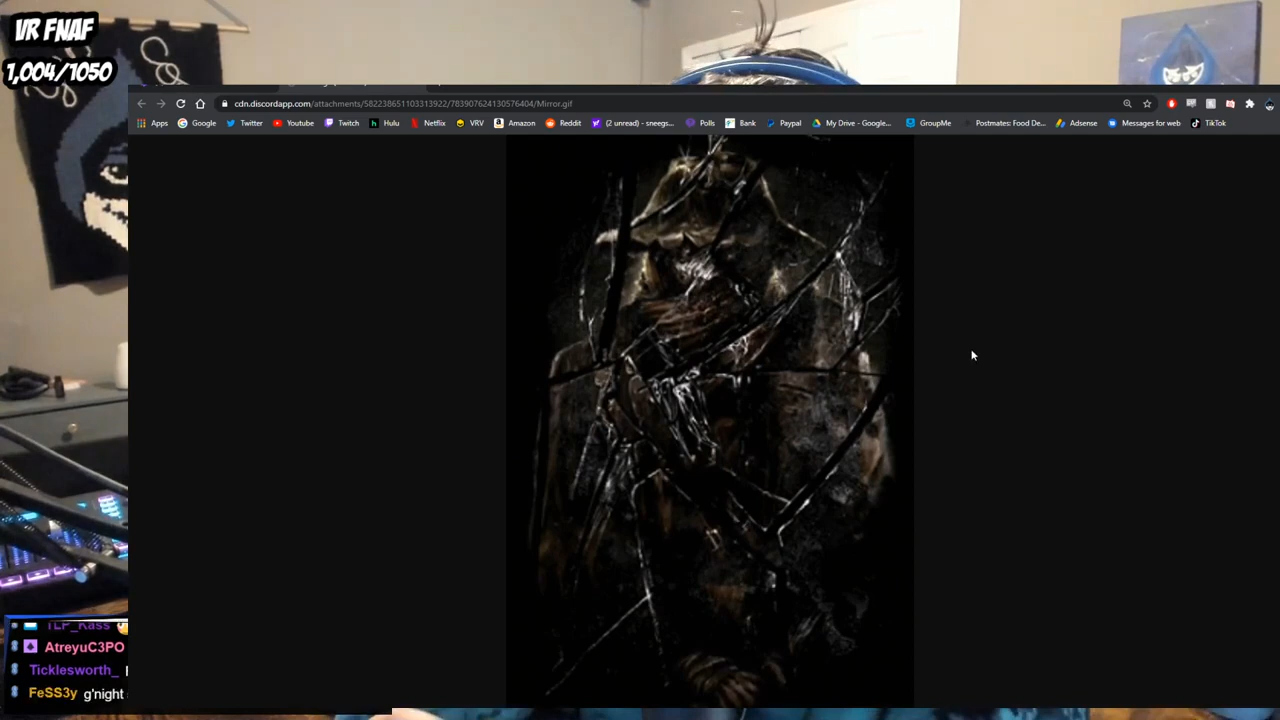 VR FNAF
1,004/1050
cdn.discordapp.com/attachments/582238651103313922/783907624130576404/Mirror.gif
Apps Google Twitter Youtube Twitch Hulu Netflix VRV Amazon Reddit (2 unread) - sneegs... Polls Bank Paypal My Drive - Google... GroupMe Postmates: Food De... Adsense Messages for web TikTok
TLP_Kass
AtreyuC3PO
Ticklesworth_
FeSS3y g'night